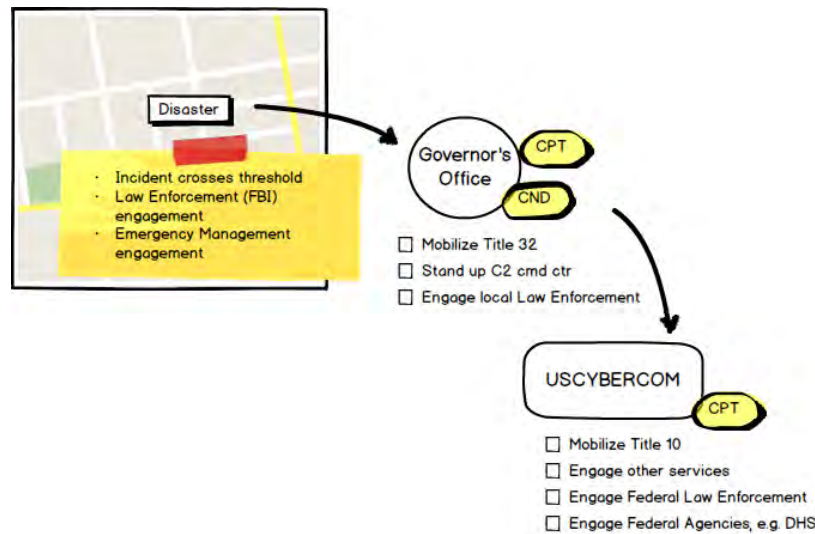 Disaster
· Incident crosses threshold
· Law Enforcement (FBI)
engagement
· Emergency Management
engagement
Governor's
Office
CPT
CND
Mobilize Title 32
Stand up C2 cmd ctr
Engage local Law Enforcement
USCYBERCOM
CPT
Mobilize Title 10
Engage other services
Engage Federal Law Enforcement
Engage Federal Agencies, e.g. DHS